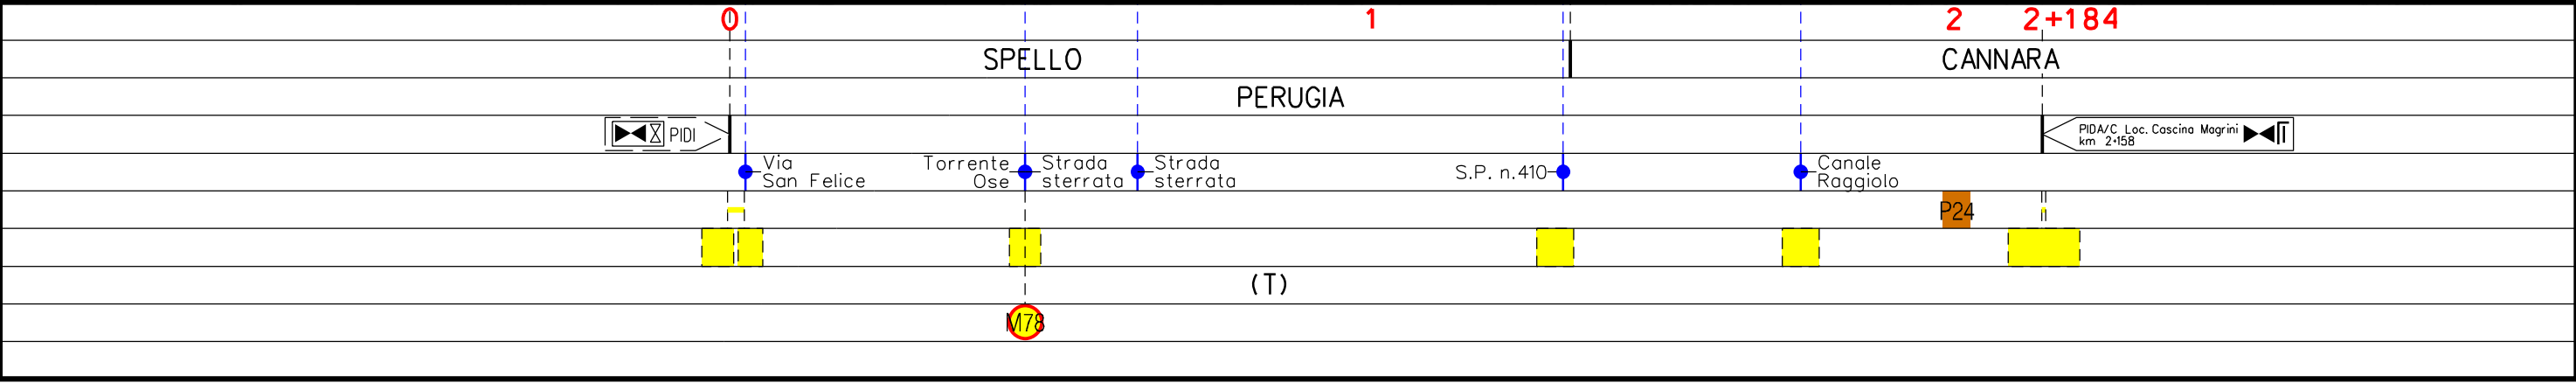 0 1 2 2+184
SPELLO CANNARA
PERUGIA
PIDI PIDA/C Loc. Cascina Magrini
km 2+158
Via
San Felice
Torrente
Ose
Strada
sterrata
Strada
sterrata
S.P. n.410
Canale
Raggiolo
P24
(T)
M78